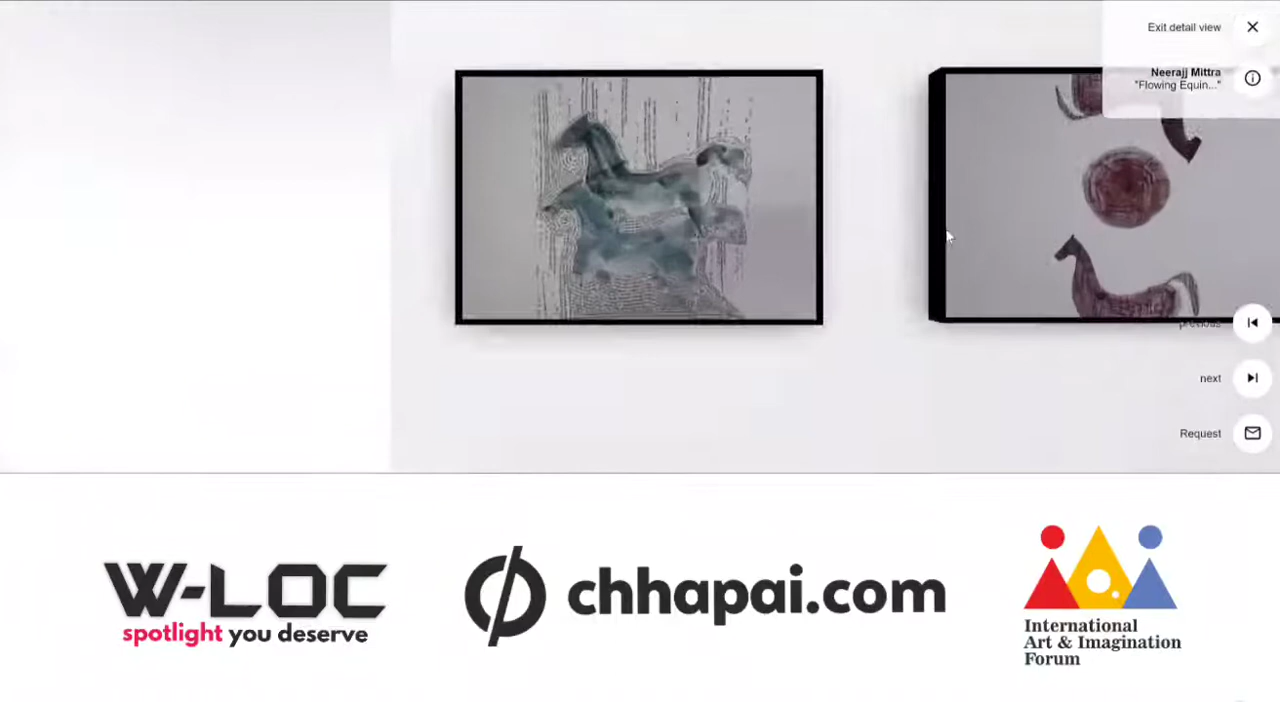 Exit detail view
Neerajj Mittra
"Flowing Equin..."
previous
next
Request
W-LOC
spotlight you deserve
chhapai.com
International
Art & Imagination
Forum